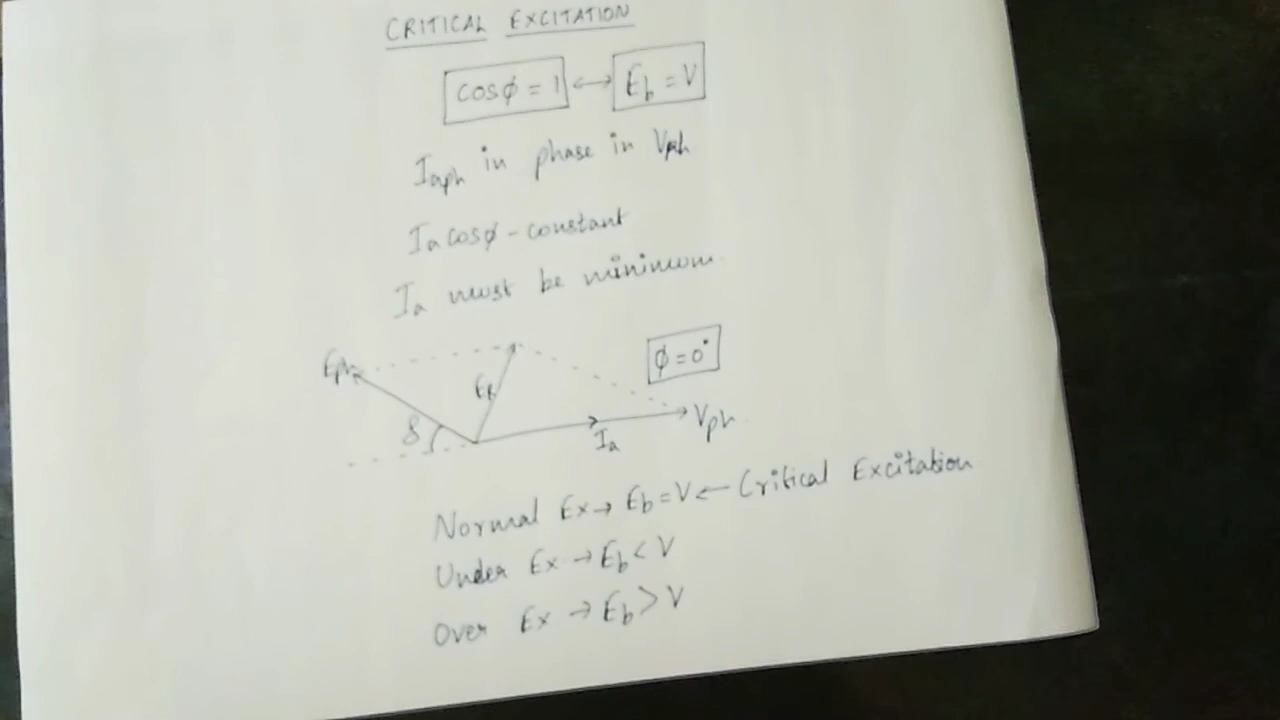 CRITICAL EXCITATION
cosϕ = 1 ↔ Eb = V
Iaph in phase in Vph
Ia cosϕ - constant
Ia must be minimum
ϕ = 0°
Ebph
ER
δ
Ia
Vph
Normal Ex → Eb = V ← Critical Excitation
Under Ex → Eb < V
Over Ex → Eb > V